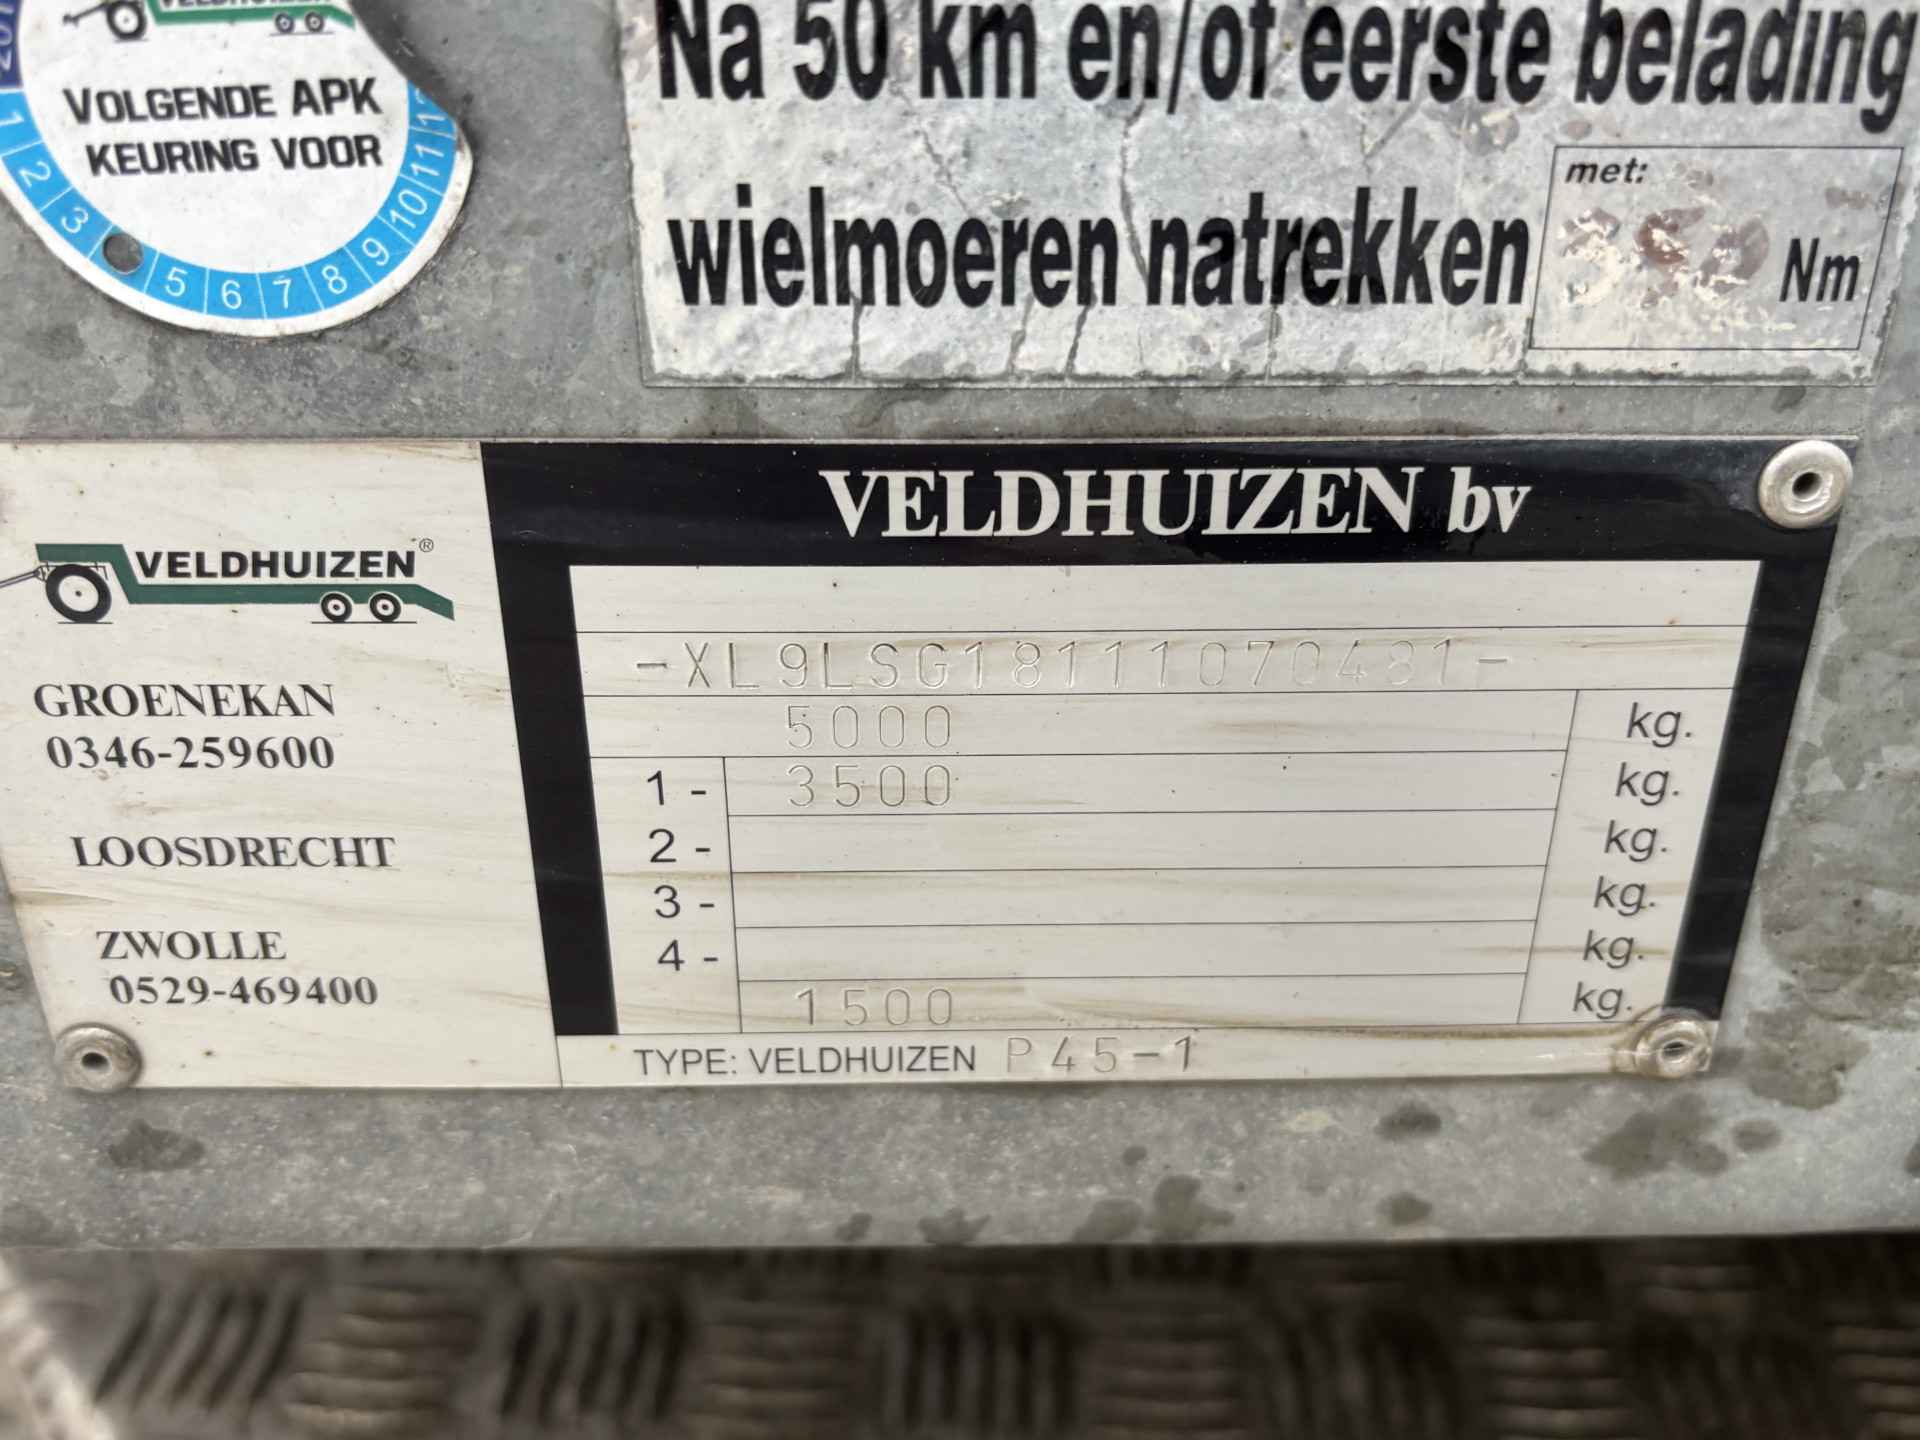 VOLGENDE APK
KEURING VOOR
1 2 3 5 6 7 8 9 10 11 12
Na 50 km en/of eerste belading
wielmoeren natrekken
met:
350 Nm
VELDHUIZEN®
GROENEKAN
0346-259600
LOOSDRECHT
ZWOLLE
0529-469400
VELDHUIZEN bv
-XL9LSG18111070481-
5000 kg.
1- 3500 kg.
2- kg.
3- kg.
4- kg.
1500 kg.
TYPE: VELDHUIZEN P45-1